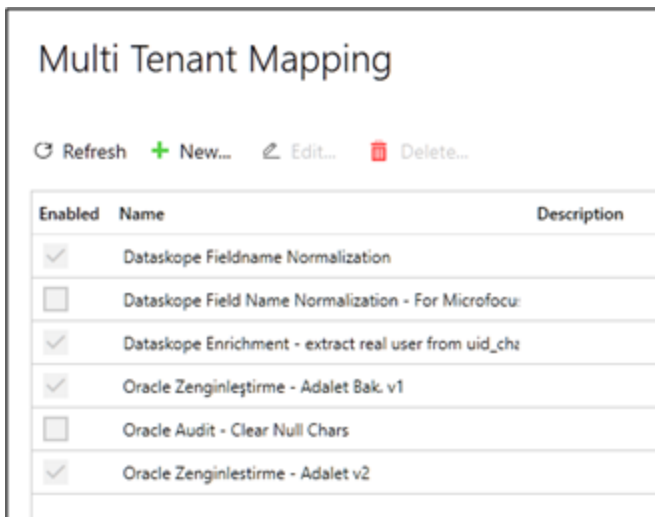 Multi Tenant Mapping
Refresh New... Edit... Delete...
Enabled Name Description
Dataskope Fieldname Normalization
Dataskope Field Name Normalization - For Microfocu
Dataskope Enrichment - extract real user from uid_cha
Oracle Zenginleştirme - Adalet Bak. v1
Oracle Audit - Clear Null Chars
Oracle Zenginlestirme - Adalet v2